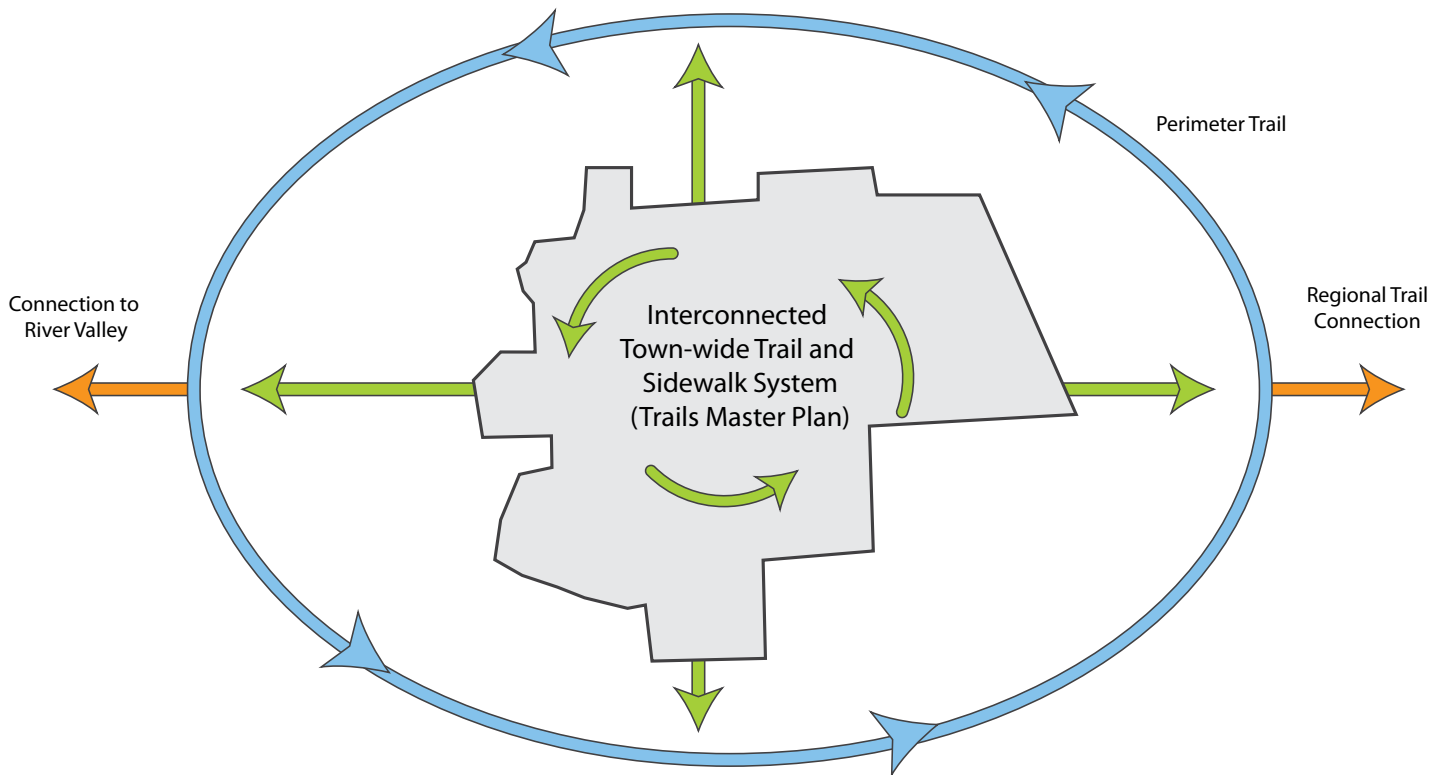 Perimeter Trail
Connection to
River Valley
Interconnected
Town-wide Trail and
Sidewalk System
(Trails Master Plan)
Regional Trail
Connection